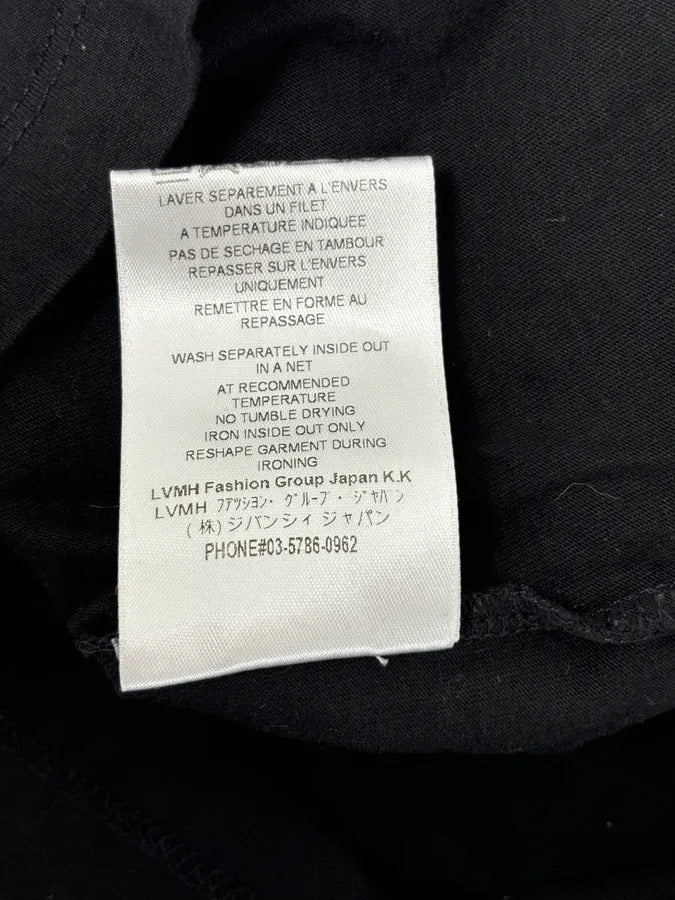 LAVER SEPAREMENT A L'ENVERS
DANS UN FILET
A TEMPERATURE INDIQUEE
PAS DE SECHAGE EN TAMBOUR
REPASSER SUR L'ENVERS
UNIQUEMENT
REMETTRE EN FORME AU
REPASSAGE
WASH SEPARATELY INSIDE OUT
IN A NET
AT RECOMMENDED
TEMPERATURE
NO TUMBLE DRYING
IRON INSIDE OUT ONLY
RESHAPE GARMENT DURING
IRONING
LVMH Fashion Group Japan K.K
LVMH ファッション・グループ・ジャパン
(株)ジバンシィ ジャパン
PHONE#03-5786-0962